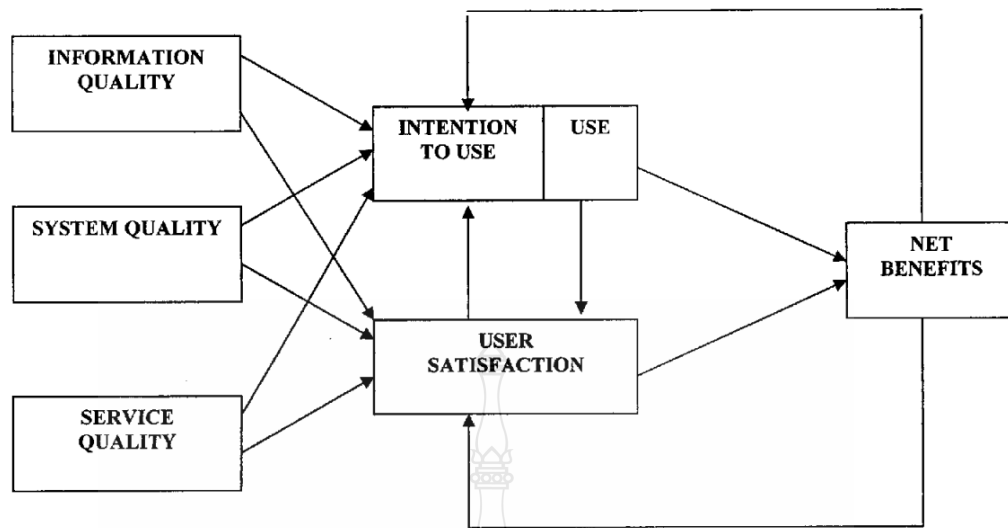 INFORMATION
QUALITY
SYSTEM QUALITY
SERVICE
QUALITY
INTENTION
TO USE
USE
USER
SATISFACTION
NET
BENEFITS